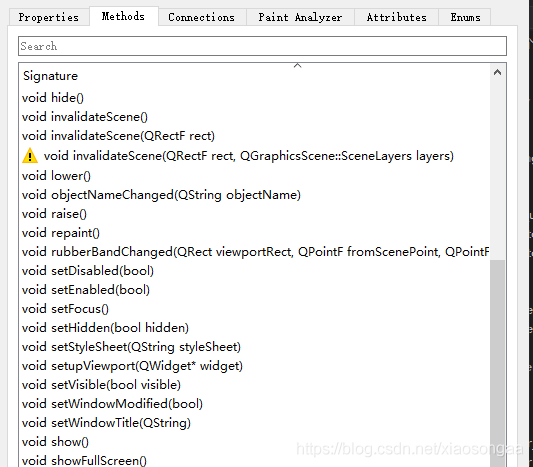 Properties Methods Connections Paint Analyzer Attributes Enums
Search
Signature
void hide()
void invalidateScene()
void invalidateScene(QRectF rect)
void invalidateScene(QRectF rect, QGraphicsScene::SceneLayers layers)
void lower()
void objectNameChanged(QString objectName)
void raise()
void repaint()
void rubberBandChanged(QRect viewportRect, QPointF fromScenePoint, QPointF
void setDisabled(bool)
void setEnabled(bool)
void setFocus()
void setHidden(bool hidden)
void setStyleSheet(QString styleSheet)
void setupViewport(QWidget* widget)
void setVisible(bool visible)
void setWindowModified(bool)
void setWindowTitle(QString)
void show()
void showFullScreen()
https://blog.csdn.net/xiaosongaa